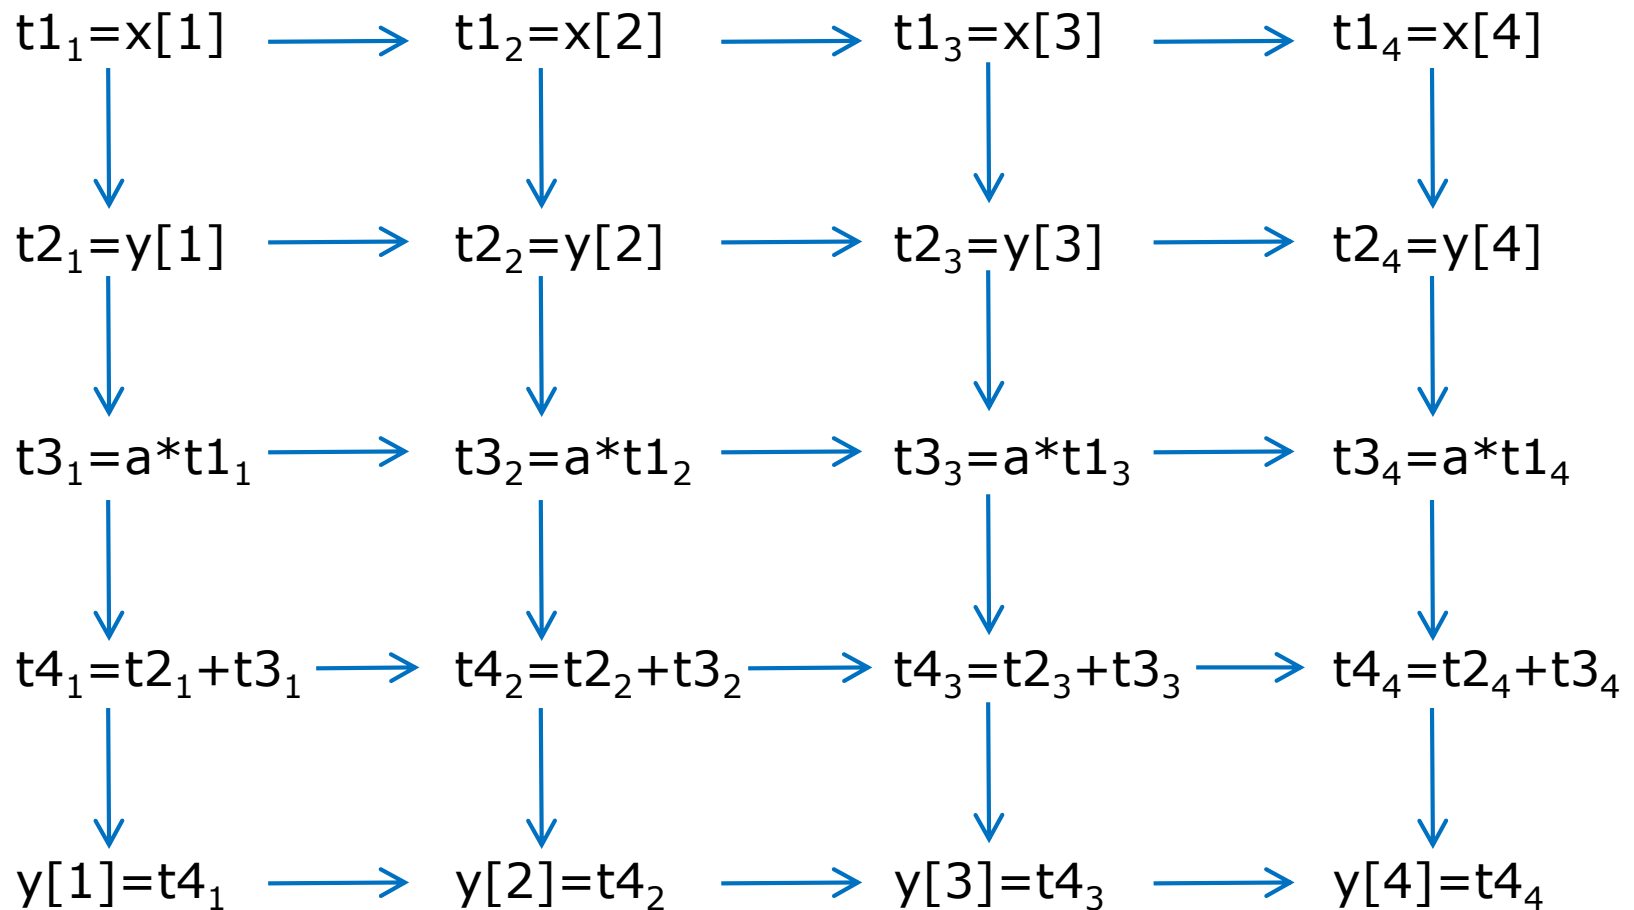 t1₁=x[1] t1₂=x[2] t1₃=x[3] t1₄=x[4]
t2₁=y[1] t2₂=y[2] t2₃=y[3] t2₄=y[4]
t3₁=a*t1₁ t3₂=a*t1₂ t3₃=a*t1₃ t3₄=a*t1₄
t4₁=t2₁+t3₁ t4₂=t2₂+t3₂ t4₃=t2₃+t3₃ t4₄=t2₄+t3₄
y[1]=t4₁ y[2]=t4₂ y[3]=t4₃ y[4]=t4₄